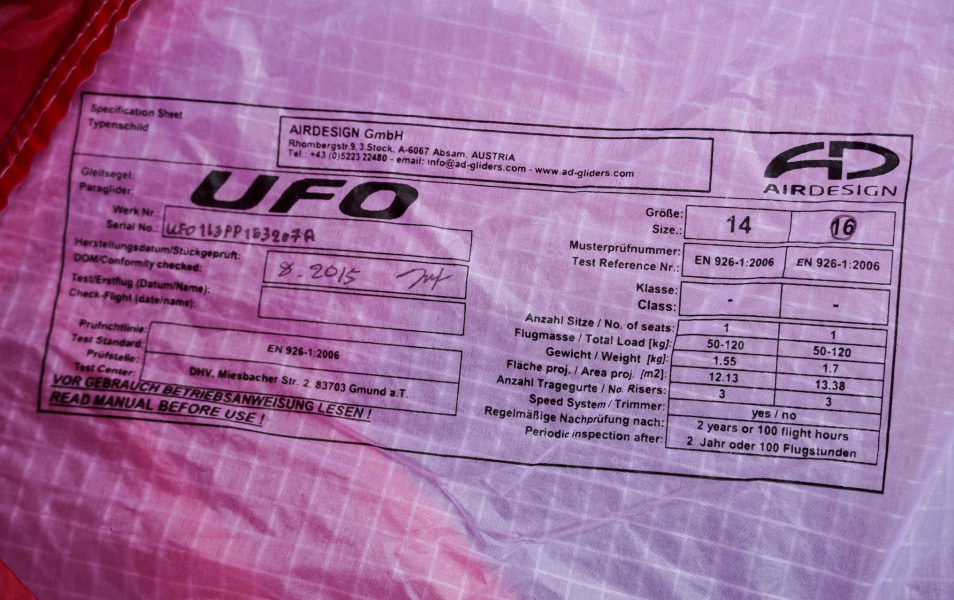 Specification Sheet
Typenschild
AIRDESIGN GmbH
Rhombergstr.9, 3.Stock, A-6067 Absam, AUSTRIA
Tel.: +43 (0)5223 22480 - email: info@ad-gliders.com - www.ad-gliders.com
AD
AIRDESIGN
Gleitsegel:
Paraglider:
UFO
Werk Nr.:
Serial No.: UFO163PP153207A
Herstellungsdatum/Stückgeprüft:
DOM/Conformity checked: 8. 2015
Test/Erstflug (Datum/Name):
Check-Flight (date/name):
Prüfrichtlinie:
Test Standard: EN 926-1:2006
Prüfstelle:
Test Center: DHV, Miesbacher Str. 2, 83703 Gmund a.T.
VOR GEBRAUCH BETRIEBSANWEISUNG LESEN !
READ MANUAL BEFORE USE !
Größe:
Size.: 14 16
Musterprüfnummer:
Test Reference Nr.: EN 926-1:2006 EN 926-1:2006
Klasse:
Class: - -
Anzahl Sitze / No. of seats: 1 1
Flugmasse / Total Load [kg]: 50-120 50-120
Gewicht / Weight [kg]: 1.55 1.7
Fläche proj. / Area proj. [m2]: 12.13 13.38
Anzahl Tragegurte / No. Risers: 3 3
Speed System / Trimmer: yes / no
Regelmäßige Nachprüfung nach: 2 years or 100 flight hours
Periodic inspection after: 2 Jahr oder 100 Flugstunden